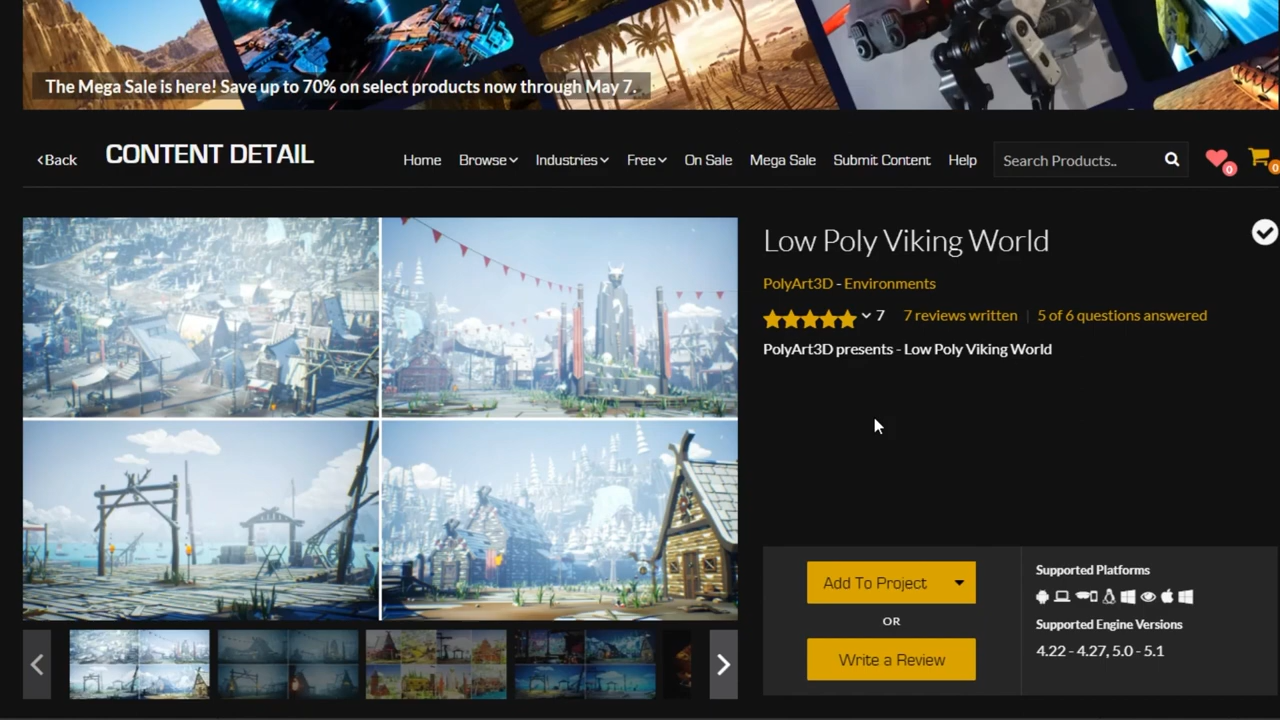 The Mega Sale is here! Save up to 70% on select products now through May 7.
Back CONTENT DETAIL Home Browse Industries Free On Sale Mega Sale Submit Content Help Search Products.. 0 0
Low Poly Viking World
PolyArt3D - Environments
7 7 reviews written | 5 of 6 questions answered
PolyArt3D presents - Low Poly Viking World
Add To Project
OR
Write a Review
Supported Platforms
Supported Engine Versions
4.22 - 4.27, 5.0 - 5.1